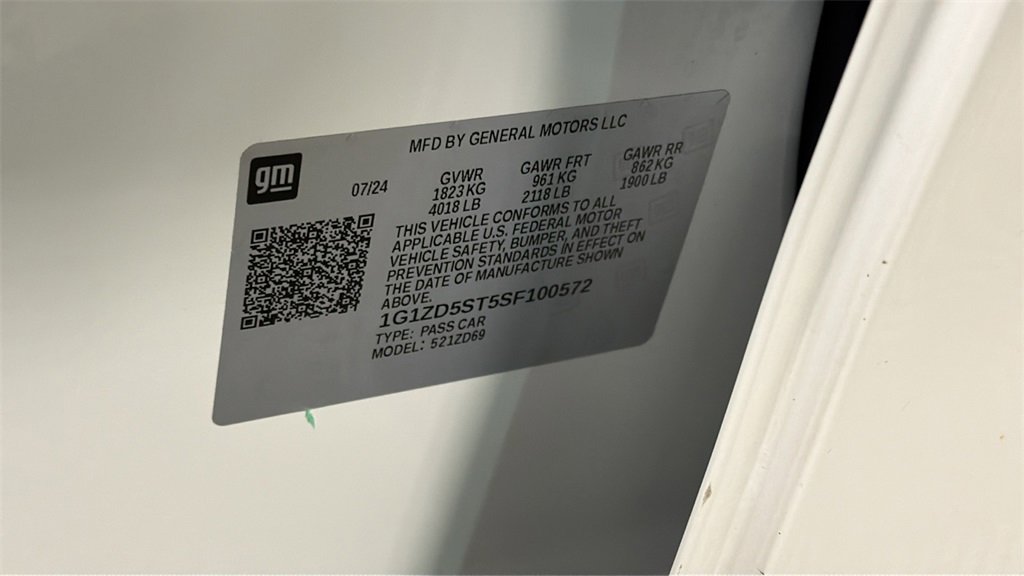 MFD BY GENERAL MOTORS LLC
gm
07/24
GVWR
1823 KG
4018 LB
GAWR FRT
961 KG
2118 LB
GAWR RR
862 KG
1900 LB
THIS VEHICLE CONFORMS TO ALL
APPLICABLE U.S. FEDERAL MOTOR
VEHICLE SAFETY, BUMPER, AND THEFT
PREVENTION STANDARDS IN EFFECT ON
THE DATE OF MANUFACTURE SHOWN
ABOVE.
1G1ZD5ST5SF100572
TYPE: PASS CAR
MODEL: 521ZD69